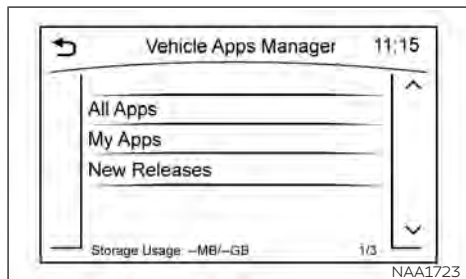 Vehicle Apps Manager 11:15
All Apps
My Apps
New Releases
Storage Usage: --MB/--GB 1/3
NAA1723